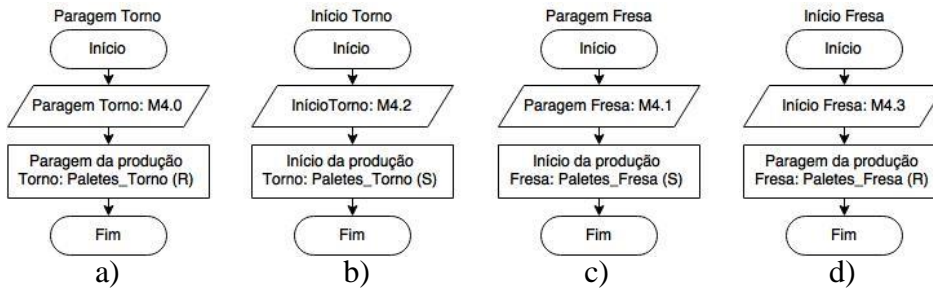 Paragem Torno
Início
Paragem Torno: M4.0
Paragem da produção
Torno: Paletes_Torno (R)
Fim
a)
Início Torno
Início
InícioTorno: M4.2
Início da produção
Torno: Paletes_Torno (S)
Fim
b)
Paragem Fresa
Início
Paragem Fresa: M4.1
Início da produção
Fresa: Paletes_Fresa (S)
Fim
c)
Início Fresa
Início
Início Fresa: M4.3
Paragem da produção
Fresa: Paletes_Fresa (R)
Fim
d)